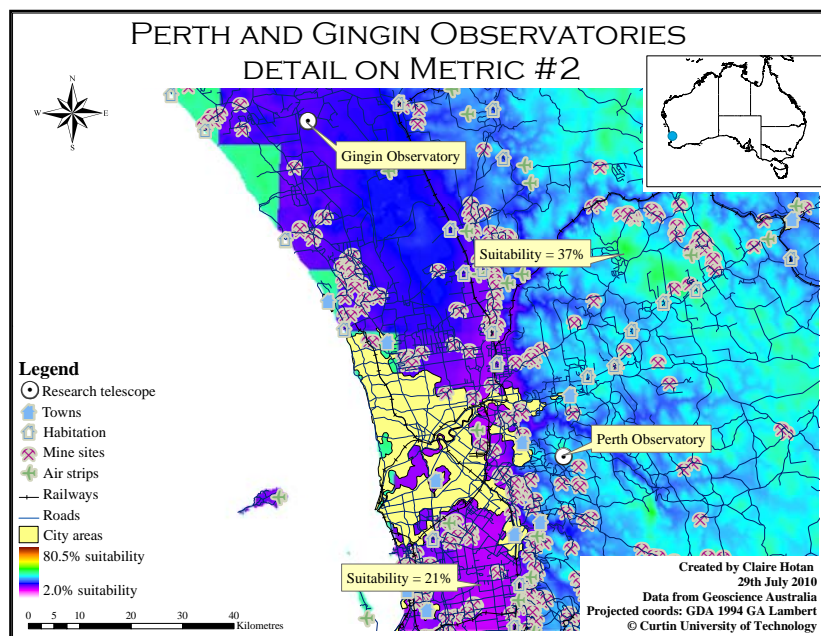 PERTH AND GINGIN OBSERVATORIES
DETAIL ON METRIC #2
N
W
E
S
Gingin Observatory
Suitability = 37%
Legend
Research telescope
Towns
Habitation
Mine sites
Air strips
Railways
Roads
City areas
80.5% suitability
2.0% suitability
Perth Observatory
Suitability = 21%
0 5 10 20 30 40
Kilometres
Created by Claire Hotan
29th July 2010
Data from Geoscience Australia
Projected coords: GDA 1994 GA Lambert
© Curtin University of Technology